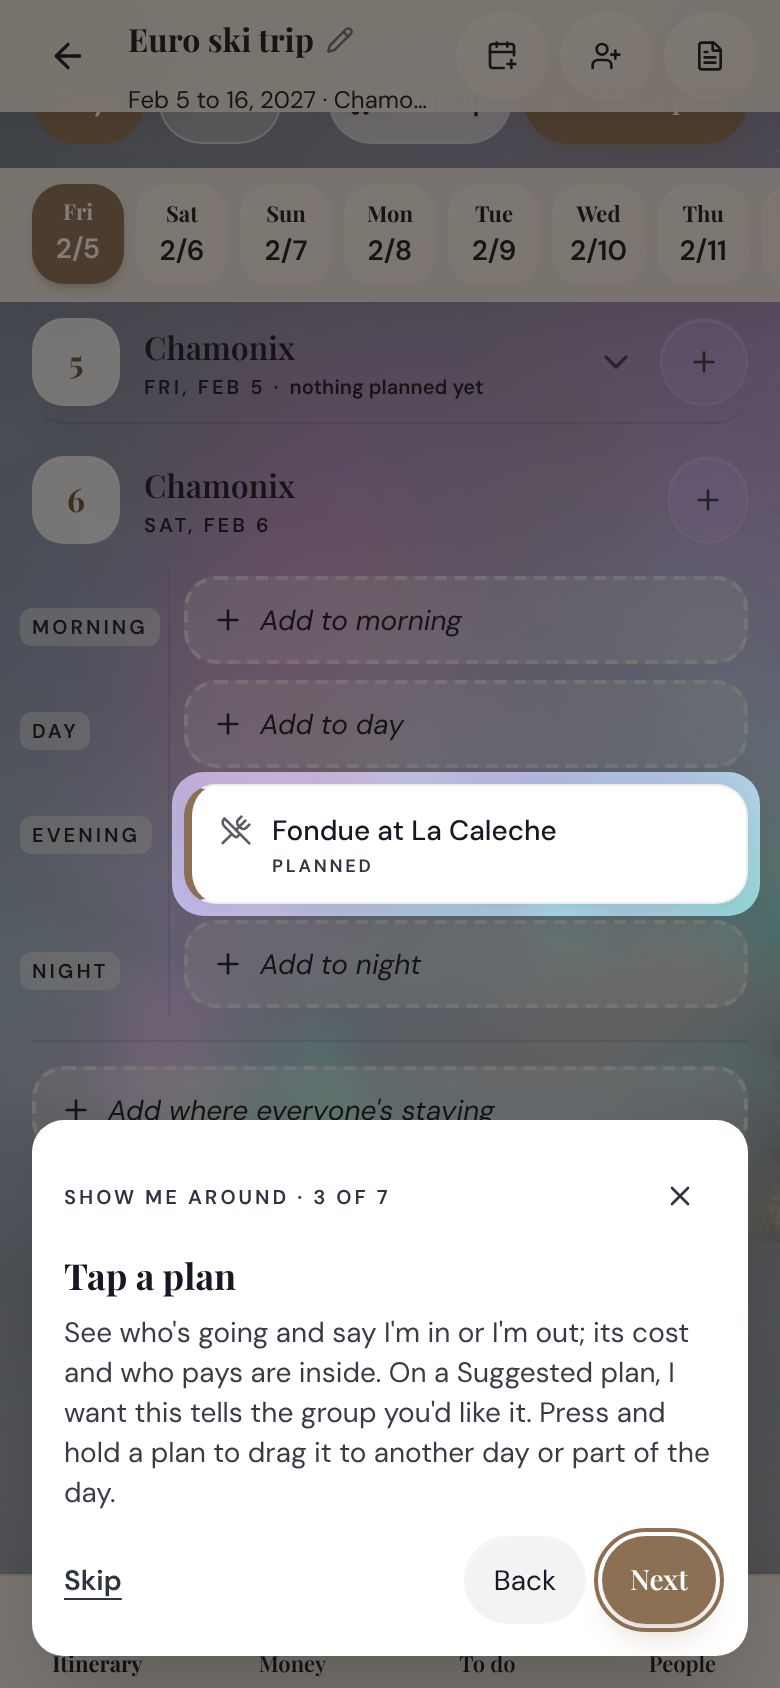 Euro ski trip
Feb 5 to 16, 2027 · Chamo...
Fri
2/5
Sat
2/6
Sun
2/7
Mon
2/8
Tue
2/9
Wed
2/10
Thu
2/11
5
Chamonix
FRI, FEB 5 · nothing planned yet
6
Chamonix
SAT, FEB 6
MORNING
Add to morning
DAY
Add to day
EVENING
Fondue at La Caleche
PLANNED
NIGHT
Add to night
Add where everyone's staying
SHOW ME AROUND · 3 OF 7
Tap a plan
See who's going and say I'm in or I'm out; its cost
and who pays are inside. On a Suggested plan, I
want this tells the group you'd like it. Press and
hold a plan to drag it to another day or part of the
day.
Skip
Back
Next
Itinerary
Money
To do
People